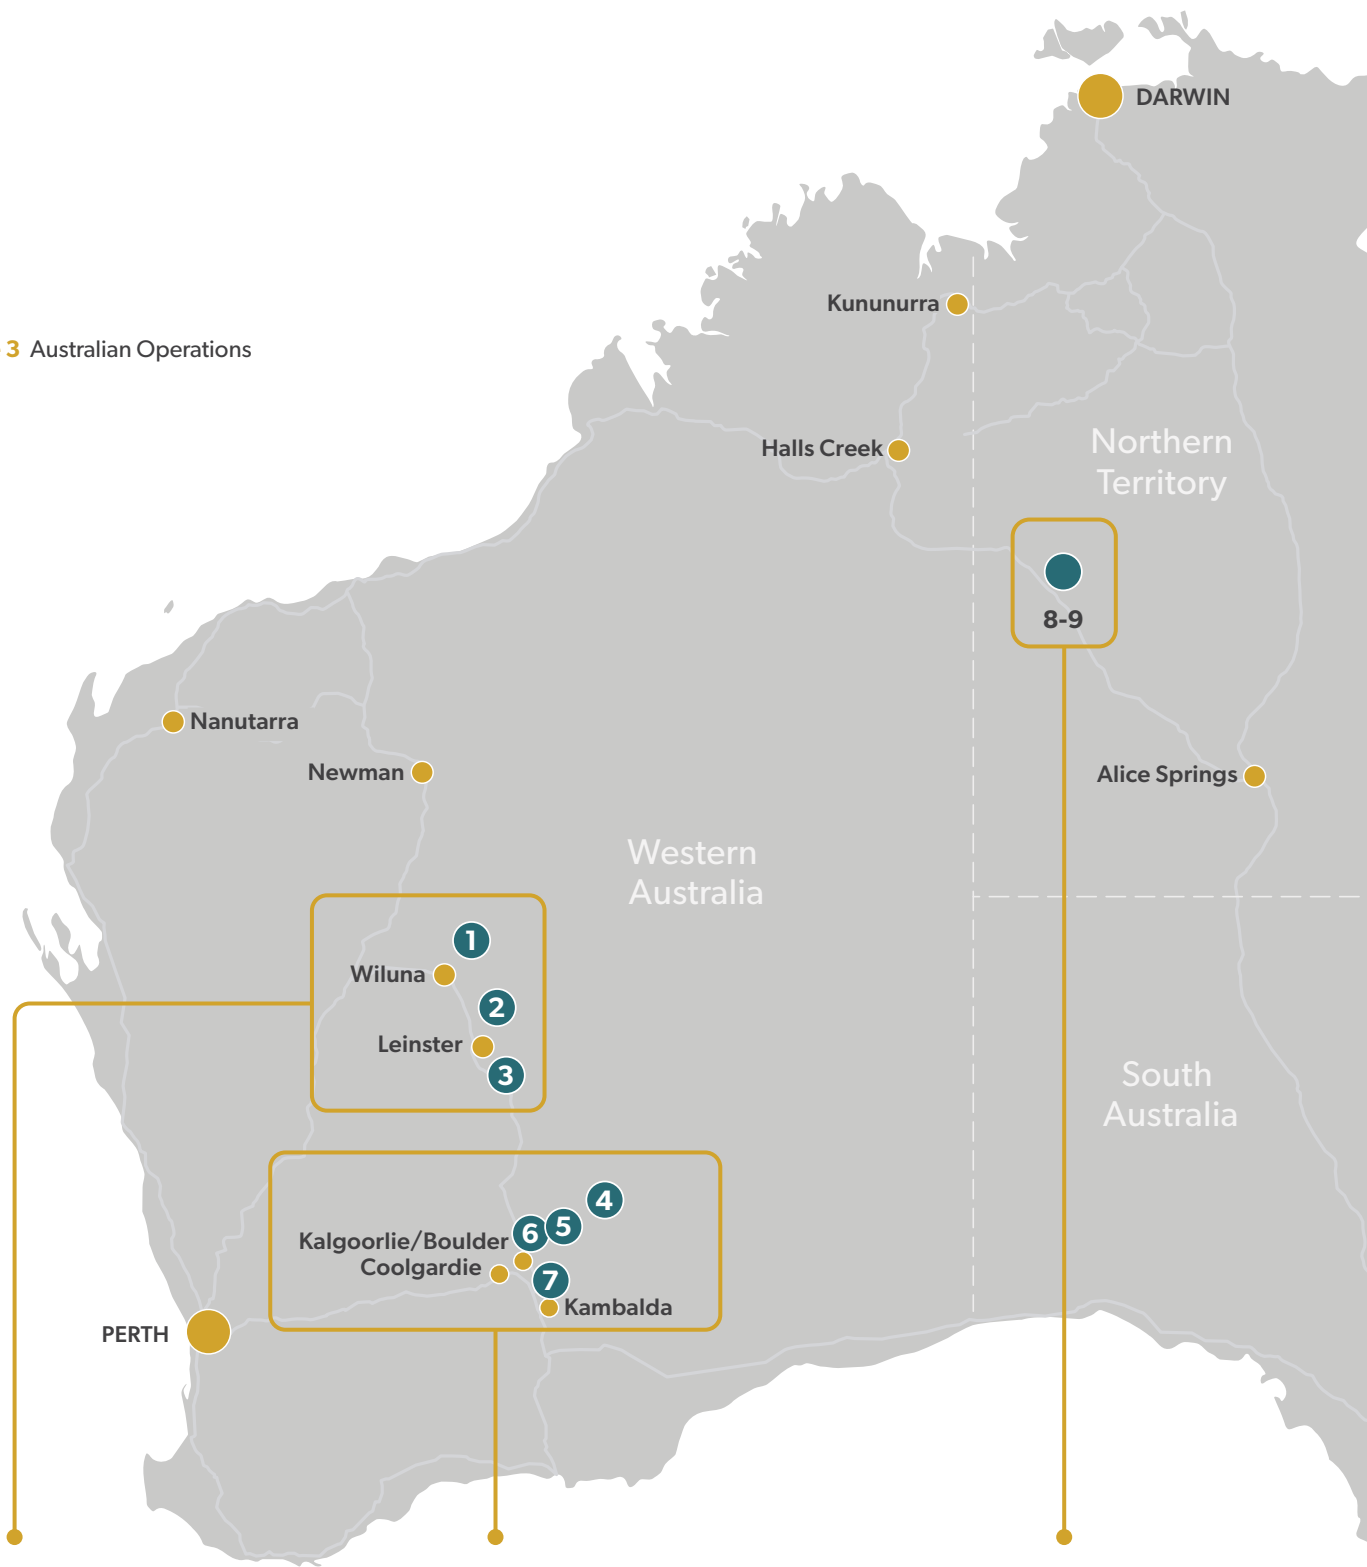 DARWIN
Kununurra
3 Australian Operations
Halls Creek
Northern
Territory
8-9
Nanutarra
Newman
Alice Springs
Western
Australia
1
Wiluna
2
Leinster
3
South
Australia
4
5
6
Kalgoorlie/Boulder
Coolgardie
7
Kambalda
PERTH